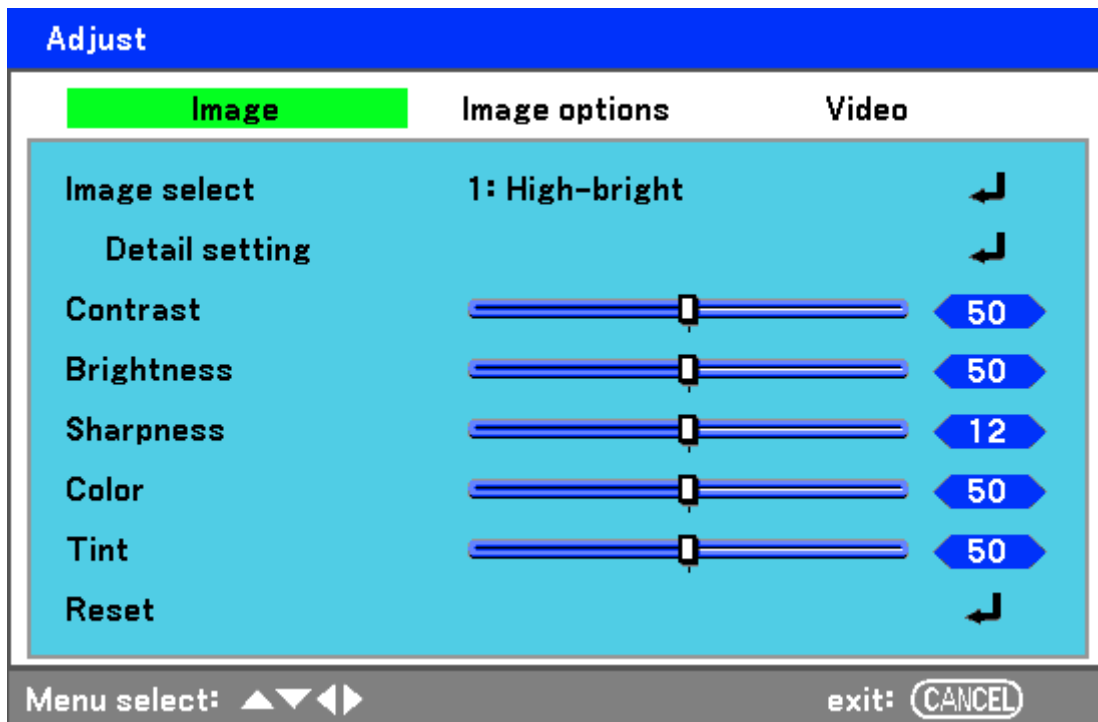 Adjust
Image Image options Video
Image select 1: High-bright
Detail setting
Contrast 50
Brightness 50
Sharpness 12
Color 50
Tint 50
Reset
Menu select: exit: CANCEL